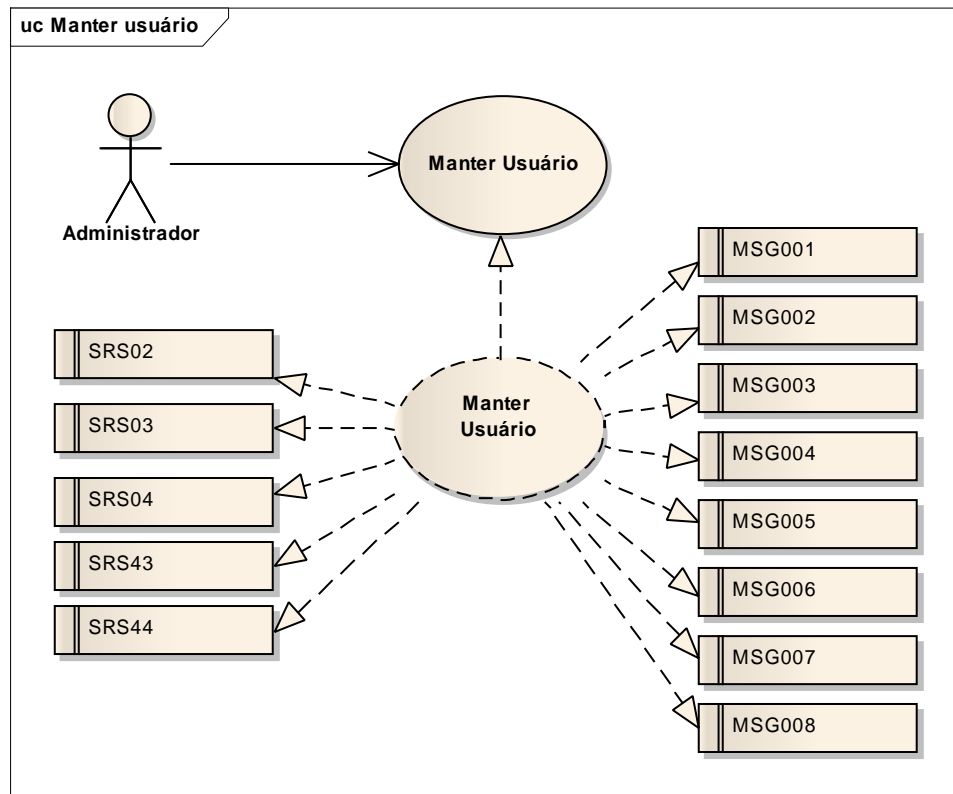 uc Manter usuário
Manter Usuário
Administrador
SRS02
SRS03
SRS04
SRS43
SRS44
Manter
Usuário
MSG001
MSG002
MSG003
MSG004
MSG005
MSG006
MSG007
MSG008